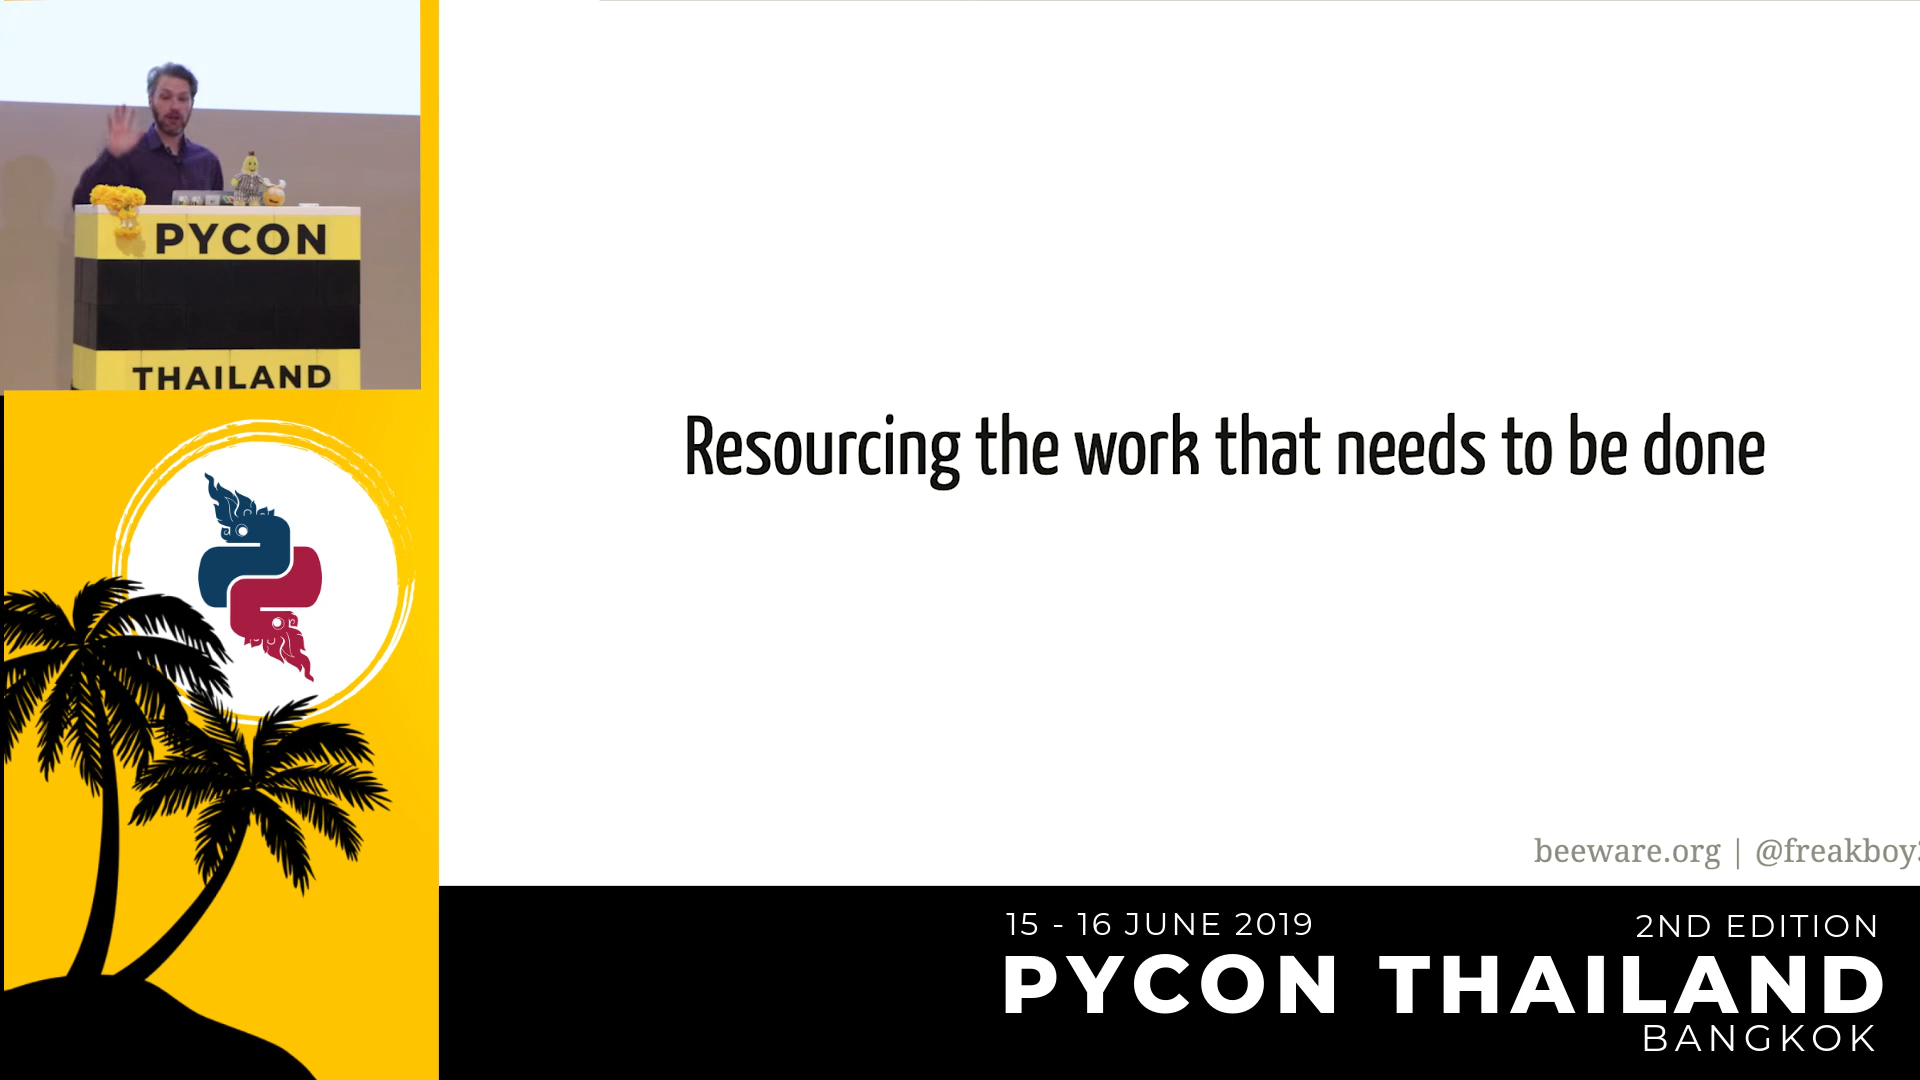 PYCON
THAILAND
Resourcing the work that needs to be done
beeware.org | @freakboy3
15 - 16 JUNE 2019
2ND EDITION
PYCON THAILAND
BANGKOK